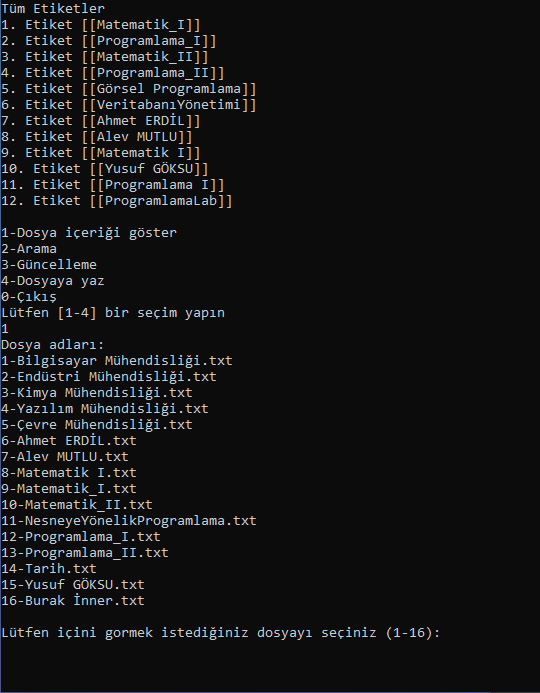 Tüm Etiketler
1. Etiket [[Matematik_I]]
2. Etiket [[Programlama_I]]
3. Etiket [[Matematik_II]]
4. Etiket [[Programlama_II]]
5. Etiket [[Görsel Programlama]]
6. Etiket [[VeritabanıYönetimi]]
7. Etiket [[Ahmet ERDİL]]
8. Etiket [[Alev MUTLU]]
9. Etiket [[Matematik I]]
10. Etiket [[Yusuf GÖKSU]]
11. Etiket [[Programlama I]]
12. Etiket [[ProgramlamaLab]]
1-Dosya içeriği göster
2-Arama
3-Güncelleme
4-Dosyaya yaz
0-Çıkış
Lütfen [1-4] bir seçim yapın
1
Dosya adları:
1-Bilgisayar Mühendisliği.txt
2-Endüstri Mühendisliği.txt
3-Kimya Mühendisliği.txt
4-Yazılım Mühendisliği.txt
5-Çevre Mühendisliği.txt
6-Ahmet ERDİL.txt
7-Alev MUTLU.txt
8-Matematik I.txt
9-Matematik_I.txt
10-Matematik_II.txt
11-NesneyeYönelikProgramlama.txt
12-Programlama_I.txt
13-Programlama_II.txt
14-Tarih.txt
15-Yusuf GÖKSU.txt
16-Burak İnner.txt
Lütfen içini gormek istediğiniz dosyayı seçiniz (1-16):